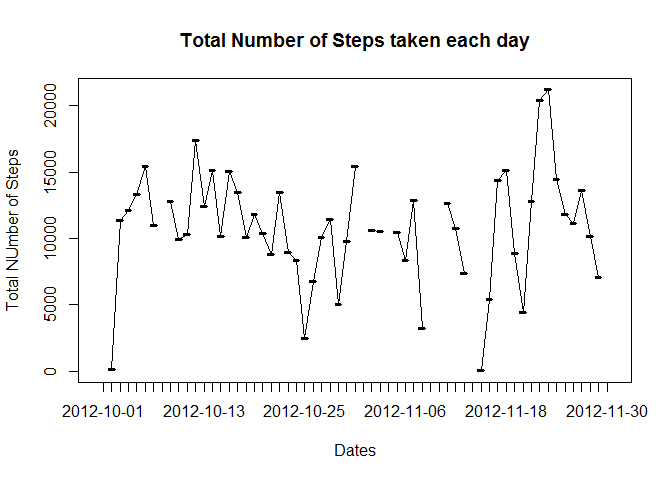 Total Number of Steps taken each day
Total NUmber of Steps
20000
15000
10000
5000
0
2012-10-01 2012-10-13 2012-10-25 2012-11-06 2012-11-18 2012-11-30
Dates